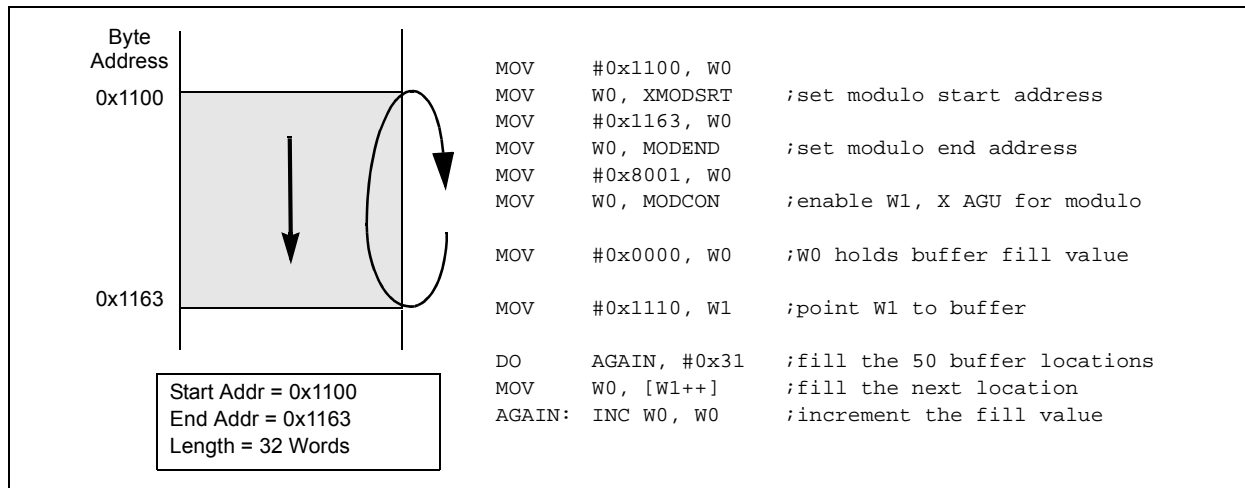 Byte
Address
0x1100
0x1163
Start Addr = 0x1100
End Addr = 0x1163
Length = 32 Words
MOV #0x1100, W0
MOV W0, XMODSRT ;set modulo start address
MOV #0x1163, W0
MOV W0, MODEND ;set modulo end address
MOV #0x8001, W0
MOV W0, MODCON ;enable W1, X AGU for modulo
MOV #0x0000, W0 ;W0 holds buffer fill value
MOV #0x1110, W1 ;point W1 to buffer
DO AGAIN, #0x31 ;fill the 50 buffer locations
MOV W0, [W1++] ;fill the next location
AGAIN: INC W0, W0 ;increment the fill value